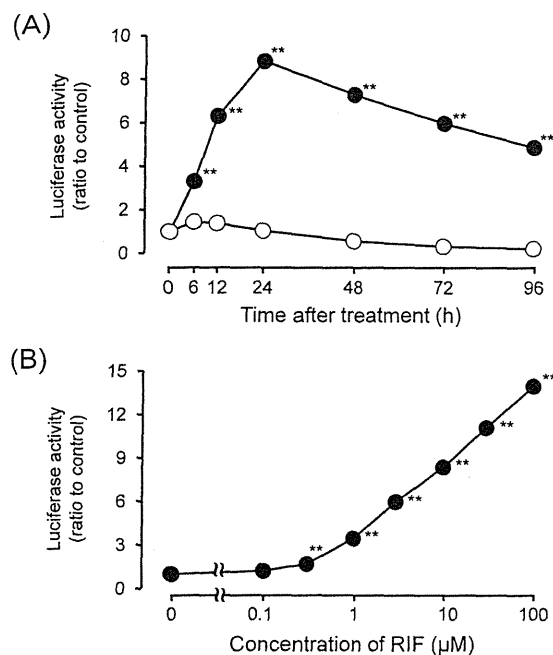 (A)
Luciferase activity
(ratio to control)
10
8
6
4
2
0
**
**
**
**
**
**
0 6 12 24 48 72 96
Time after treatment (h)
(B)
Luciferase activity
(ratio to control)
15
12
9
6
3
0
**
**
**
**
**
**
0 0.1 1 10 100
Concentration of RIF (µM)